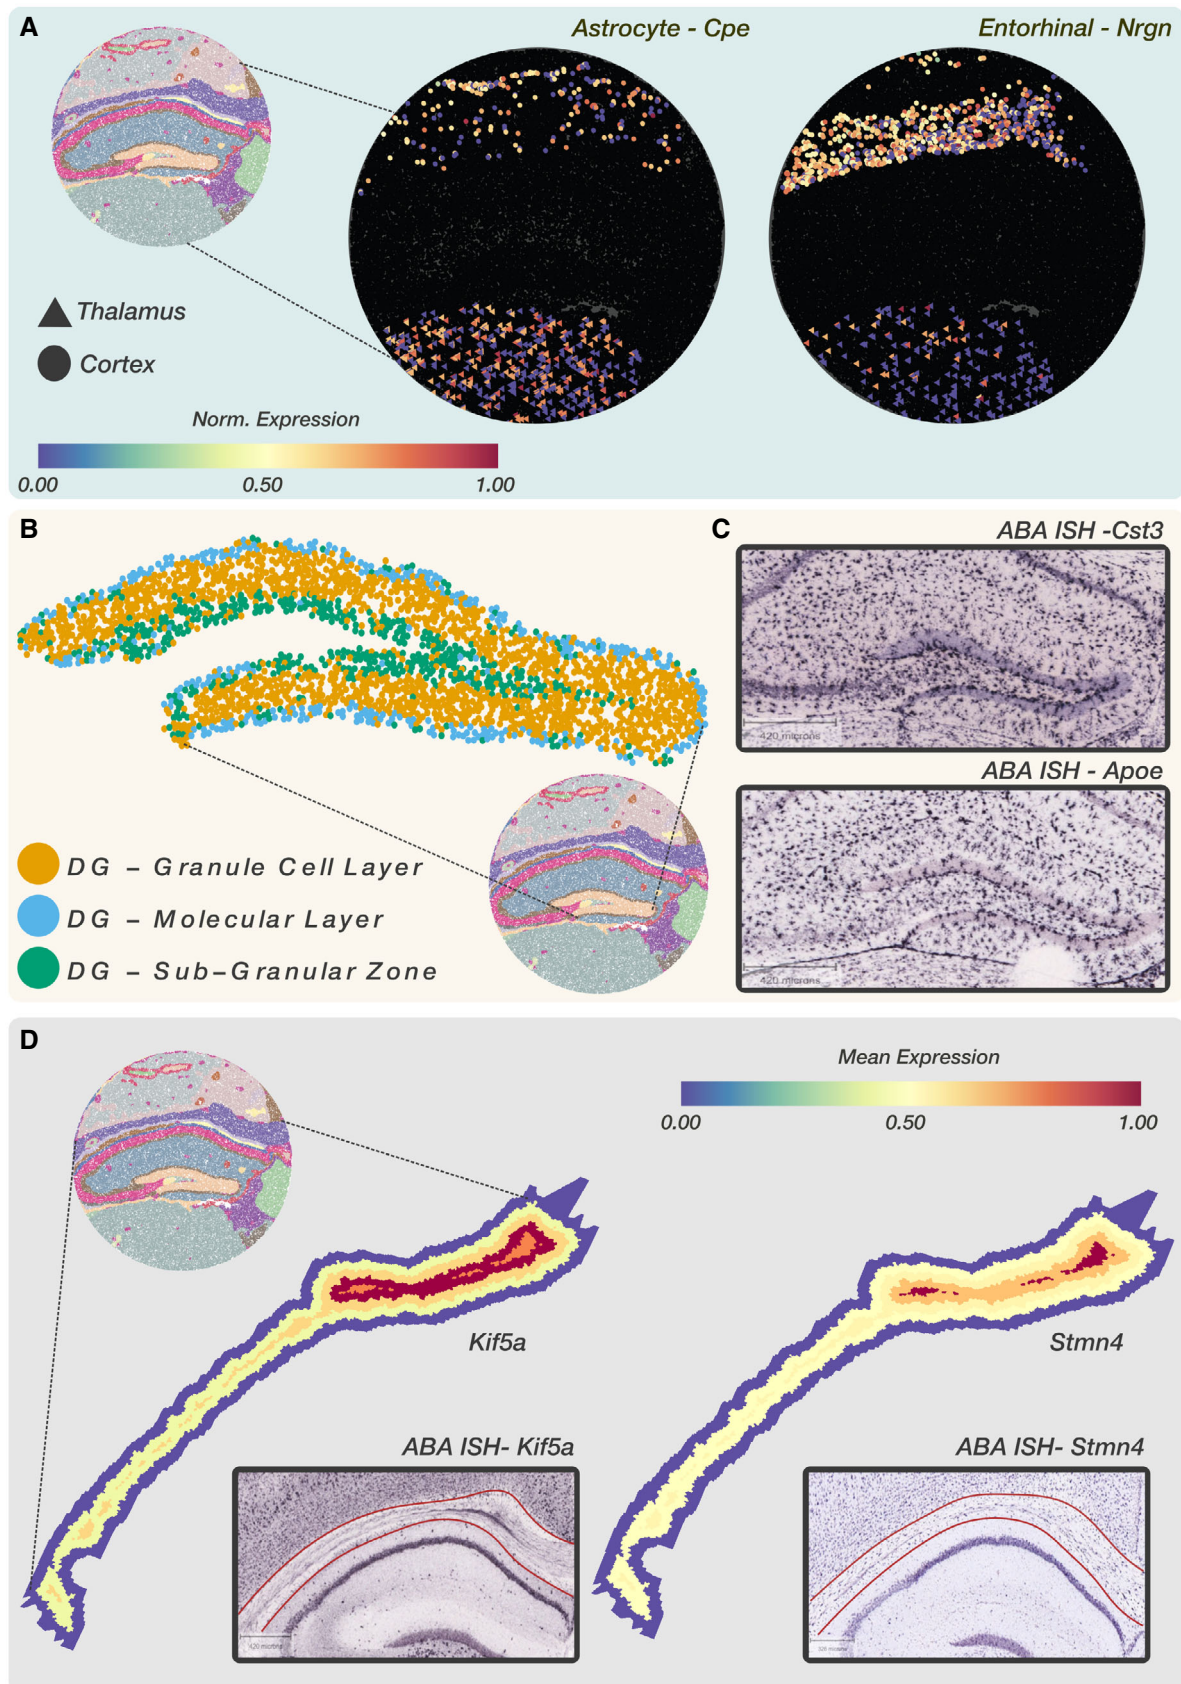 A
Astrocyte - Cpe
Entorhinal - Nrgn
Thalamus
Cortex
Norm. Expression
0.00 0.50 1.00
B
C
ABA ISH -Cst3
420 microns
ABA ISH - Apoe
420 microns
DG – Granule Cell Layer
DG – Molecular Layer
DG – Sub–Granular Zone
D
Mean Expression
0.00 0.50 1.00
Kif5a
Stmn4
ABA ISH- Kif5a
ABA ISH- Stmn4
420 microns